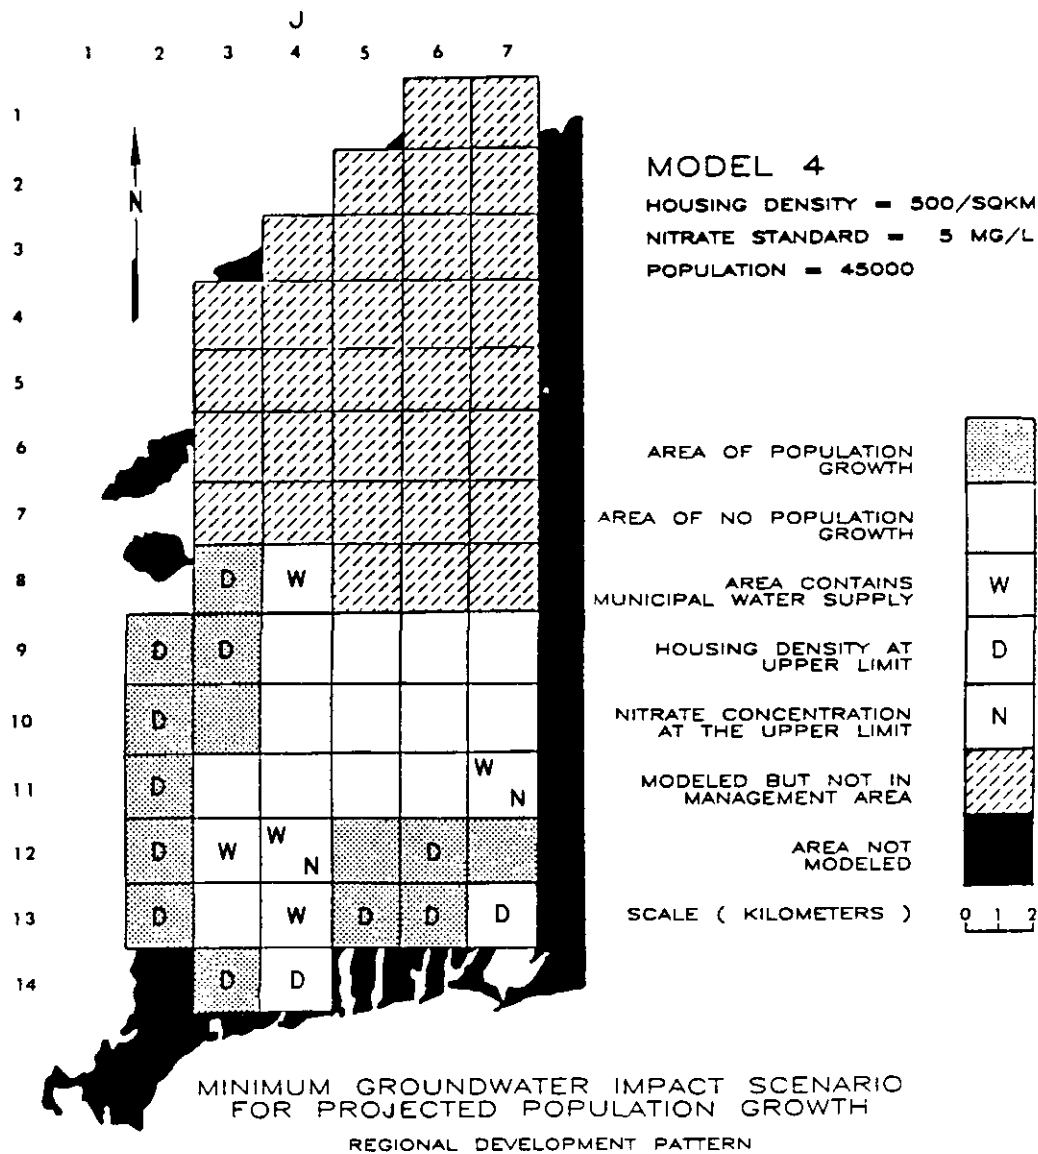 J
1 2 3 4 5 6 7
1
2
3
4
5
6
7
8
9
10
11
12
13
14
N
MODEL 4
HOUSING DENSITY = 500/SQKM
NITRATE STANDARD = 5 MG/L
POPULATION = 45000
D W
D D
D
D W N
D W W N D
D W D D D
D D
AREA OF POPULATION
GROWTH
AREA OF NO POPULATION
GROWTH
AREA CONTAINS
MUNICIPAL WATER SUPPLY
W
HOUSING DENSITY AT
UPPER LIMIT
D
NITRATE CONCENTRATION
AT THE UPPER LIMIT
N
MODELED BUT NOT IN
MANAGEMENT AREA
AREA NOT
MODELED
SCALE ( KILOMETERS )
0 1 2
MINIMUM GROUNDWATER IMPACT SCENARIO
FOR PROJECTED POPULATION GROWTH
REGIONAL DEVELOPMENT PATTERN